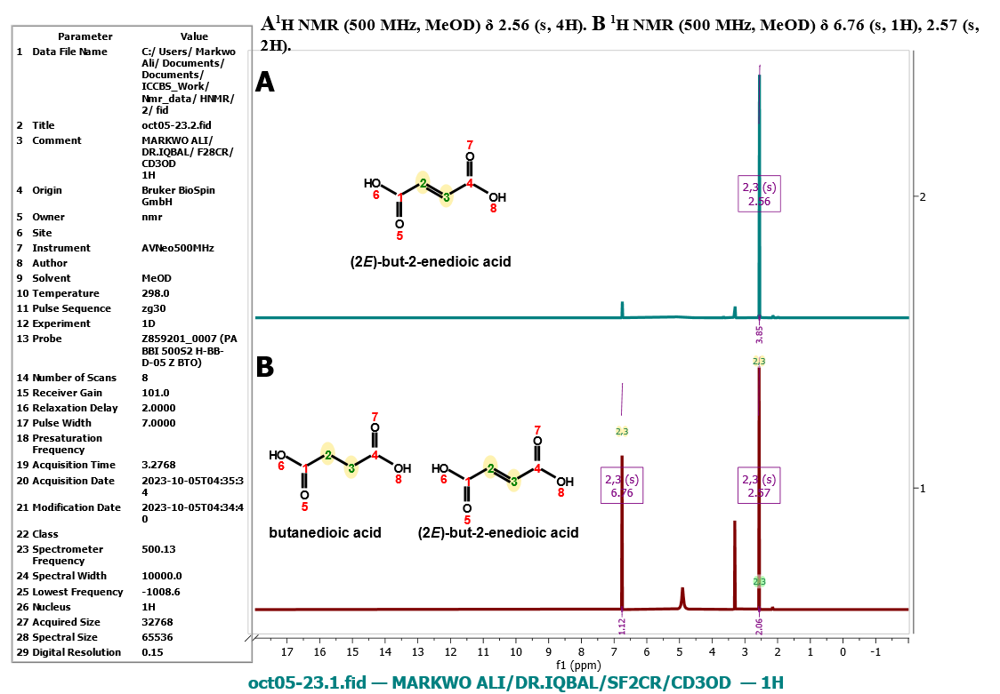 A¹H NMR (500 MHz, MeOD) δ 2.56 (s, 4H). B ¹H NMR (500 MHz, MeOD) δ 6.76 (s, 1H), 2.57 (s,
2H).
Parameter Value
1 Data File Name C:/ Users/ Markwo
Ali/ Documents/
Documents/
ICCBS_Work/
Nmr_data/ HNMR/
2/ fid
2 Title oct05-23.2.fid
3 Comment MARKWO ALI/
DR.IQBAL/ F28CR/
CD3OD
1H
4 Origin Bruker BioSpin
GmbH
5 Owner nmr
6 Site
7 Instrument AVNeo500MHz
8 Author
9 Solvent MeOD
10 Temperature 298.0
11 Pulse Sequence zg30
12 Experiment 1D
13 Probe Z859201_0007 (PA
BBI 500S2 H-BB-
D-05 Z BTO)
14 Number of Scans 8
15 Receiver Gain 101.0
16 Relaxation Delay 2.0000
17 Pulse Width 7.0000
18 Presaturation
Frequency
19 Acquisition Time 3.2768
20 Acquisition Date 2023-10-05T04:35:3
4
21 Modification Date 2023-10-05T04:34:4
0
22 Class
23 Spectrometer 500.13
Frequency
24 Spectral Width 10000.0
25 Lowest Frequency -1008.6
26 Nucleus 1H
27 Acquired Size 32768
28 Spectral Size 65536
29 Digital Resolution 0.15
A
7
O
HO 2 4
6 1 3 OH
O 8
5
(2E)-but-2-enedioic acid
2,3 (s)
2.56
2
3.85
B
2,3
2,3
7
O
HO 2 4
6 1 3 OH
O 8
5
butanedioic acid
7
O
HO 2 4
6 1 3 OH
O 8
5
(2E)-but-2-enedioic acid
2,3 (s)
6.76
2,3 (s)
2.57
1
2,3
1.12
2.06
17 16 15 14 13 12 11 10 9 8 7 6 5 4 3 2 1 0 -1
f1 (ppm)
oct05-23.1.fid — MARKWO ALI/DR.IQBAL/SF2CR/CD3OD — 1H